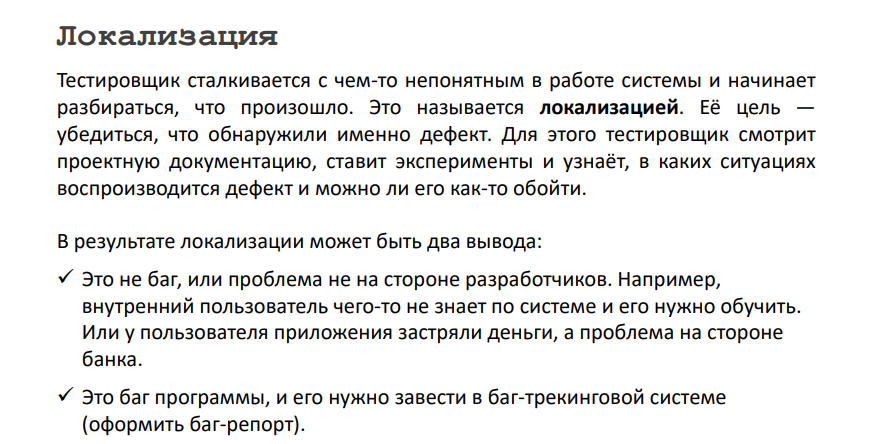 Локализация
Тестировщик сталкивается с чем-то непонятным в работе системы и начинает
разбираться, что произошло. Это называется локализацией. Её цель —
убедиться, что обнаружили именно дефект. Для этого тестировщик смотрит
проектную документацию, ставит эксперименты и узнаёт, в каких ситуациях
воспроизводится дефект и можно ли его как-то обойти.
В результате локализации может быть два вывода:
✓ Это не баг, или проблема не на стороне разработчиков. Например,
внутренний пользователь чего-то не знает по системе и его нужно обучить.
Или у пользователя приложения застряли деньги, а проблема на стороне
банка.
✓ Это баг программы, и его нужно завести в баг-трекинговой системе
(оформить баг-репорт).